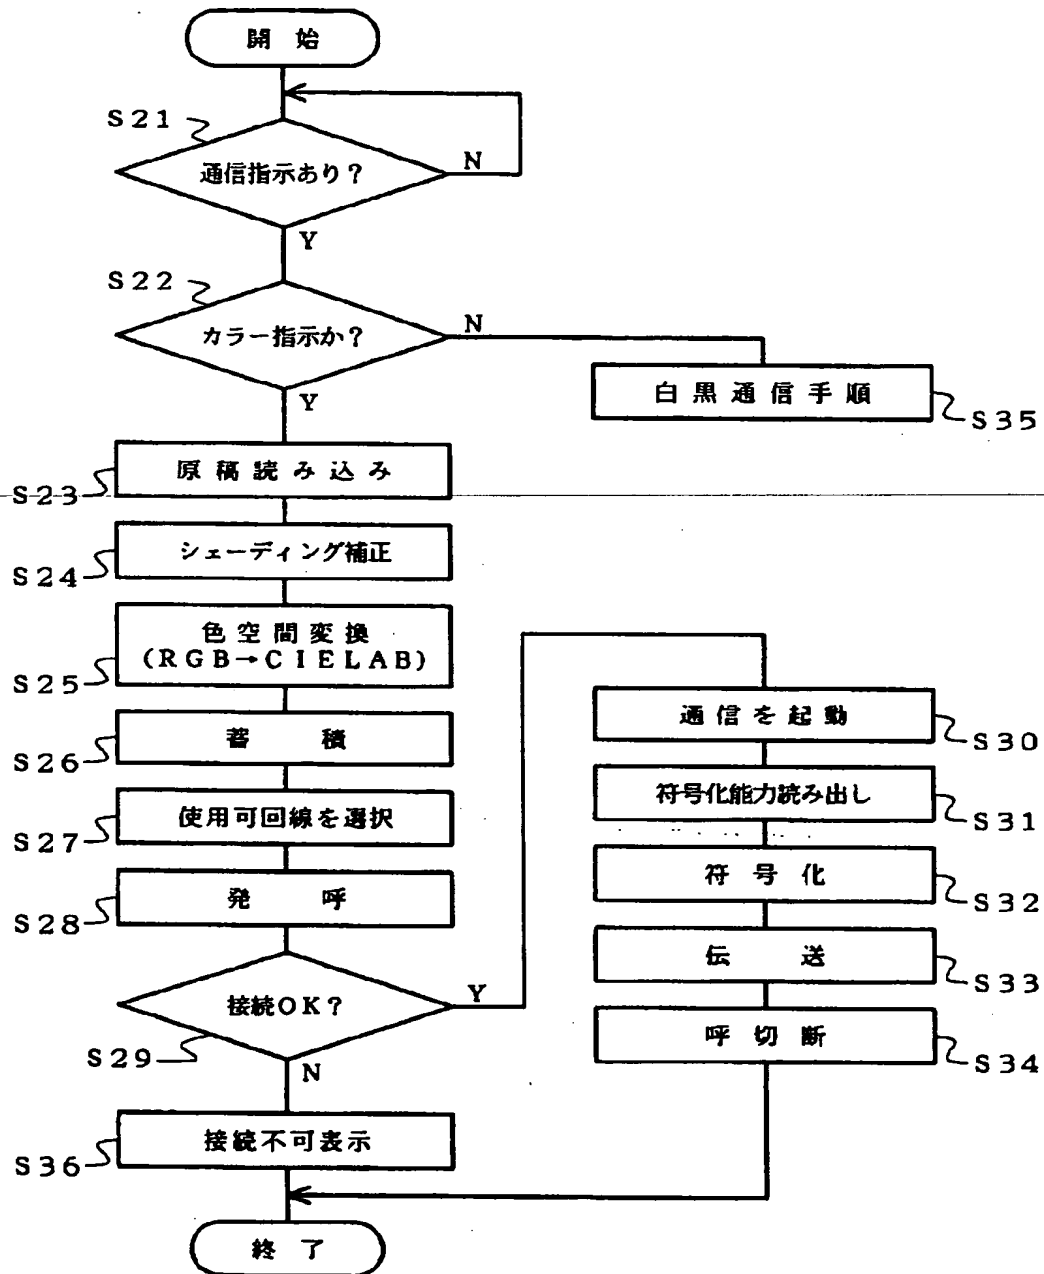 開始
S21
通信指示あり?
N
Y
S22
カラー指示か?
N
Y
白黒通信手順
S35
原稿読み込み
S23
シェーディング補正
S24
色空間変換
(RGB→CIELAB)
S25
蓄積
S26
使用可回線を選択
S27
発呼
S28
接続OK?
Y
S29
N
通信を起動
S30
符号化能力読み出し
S31
符号化
S32
伝送
S33
呼切断
S34
接続不可表示
S36
終了